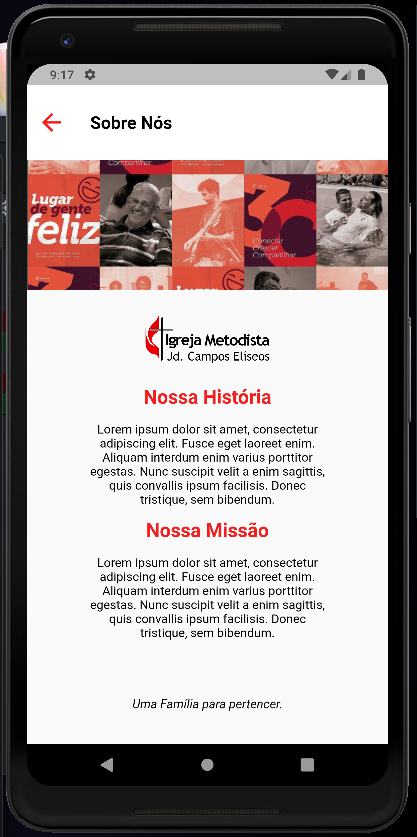 9:17
Sobre Nós
Compartilhar
Lugar
de gente
feliz
Conectar
Crescer
Compartilhar
Igreja Metodista
Jd. Campos Elíseos
Nossa História
Lorem ipsum dolor sit amet, consectetur
adipiscing elit. Fusce eget laoreet enim.
Aliquam interdum enim varius porttitor
egestas. Nunc suscipit velit a enim sagittis,
quis convallis ipsum facilisis. Donec
tristique, sem bibendum.
Nossa Missão
Lorem ipsum dolor sit amet, consectetur
adipiscing elit. Fusce eget laoreet enim.
Aliquam interdum enim varius porttitor
egestas. Nunc suscipit velit a enim sagittis,
quis convallis ipsum facilisis. Donec
tristique, sem bibendum.
Uma Família para pertencer.